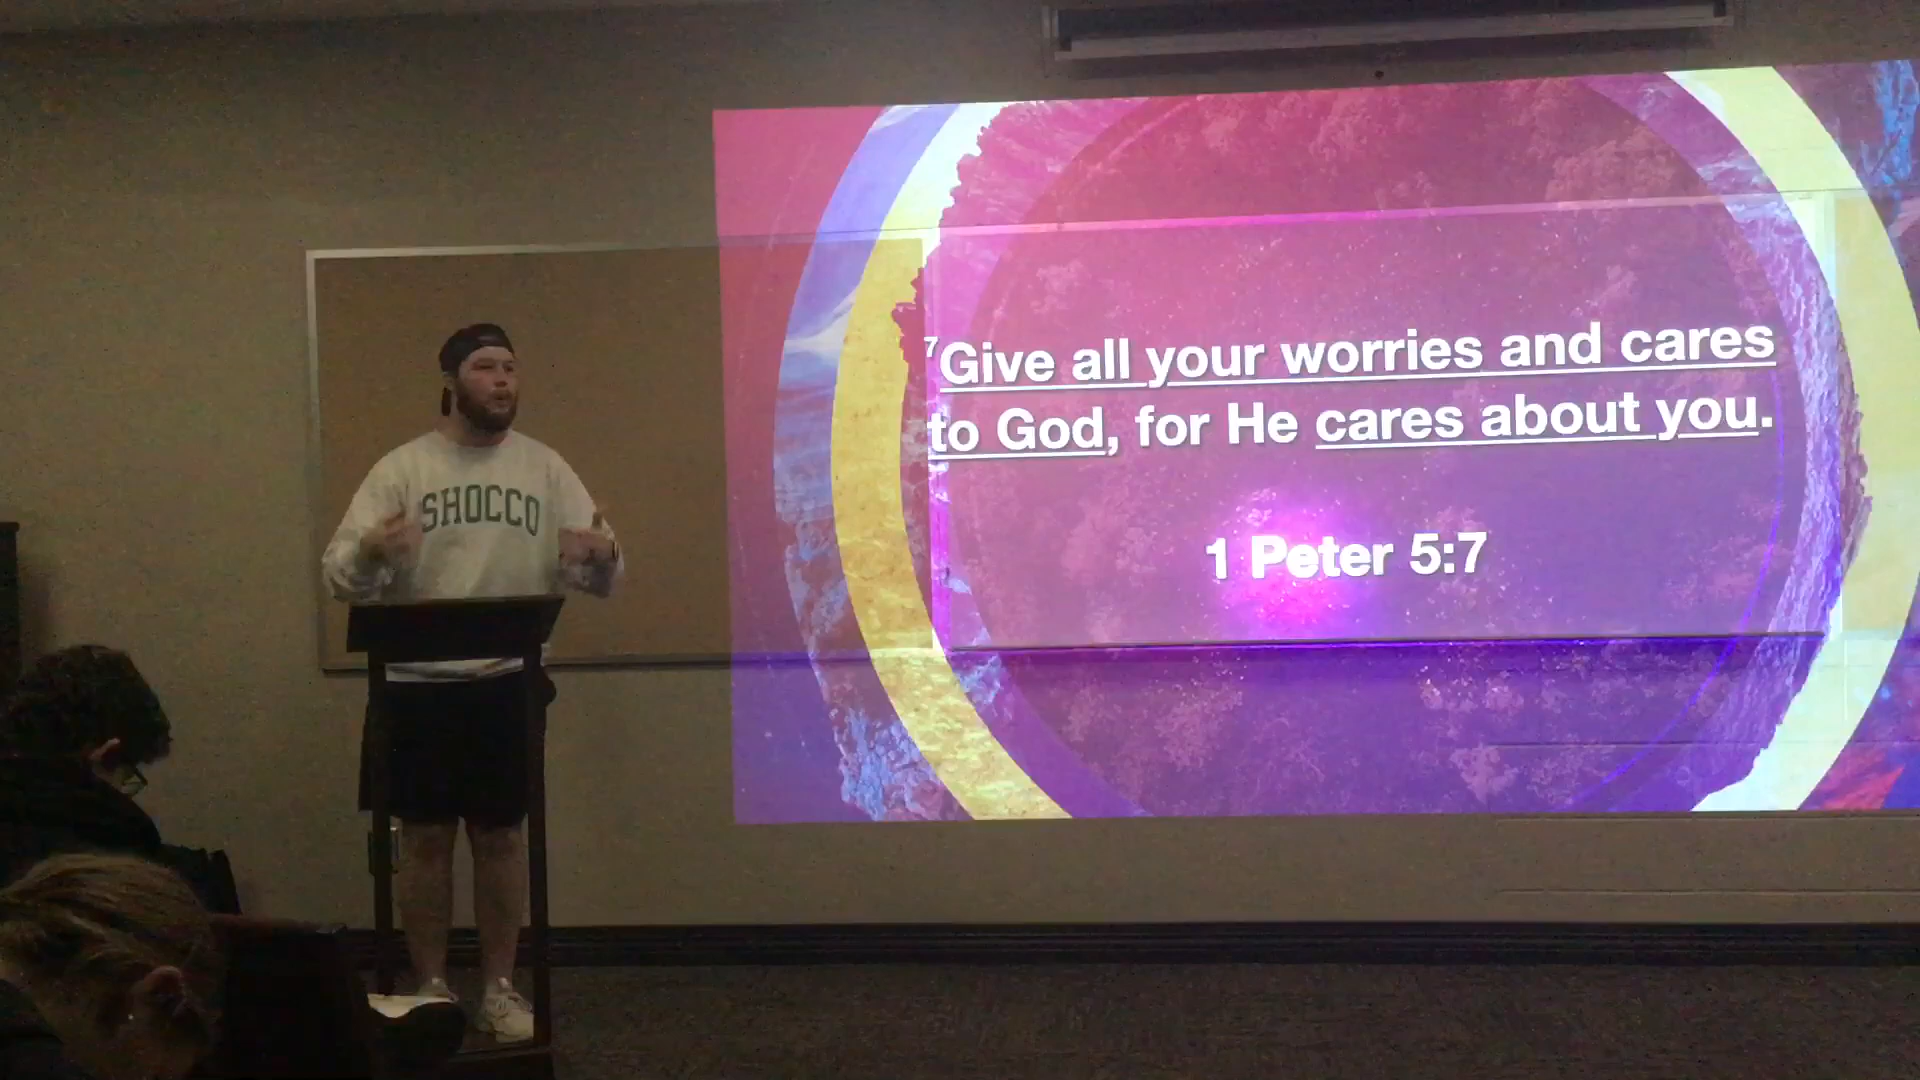 SHOCCO
7Give all your worries and cares
to God, for He cares about you.
1 Peter 5:7